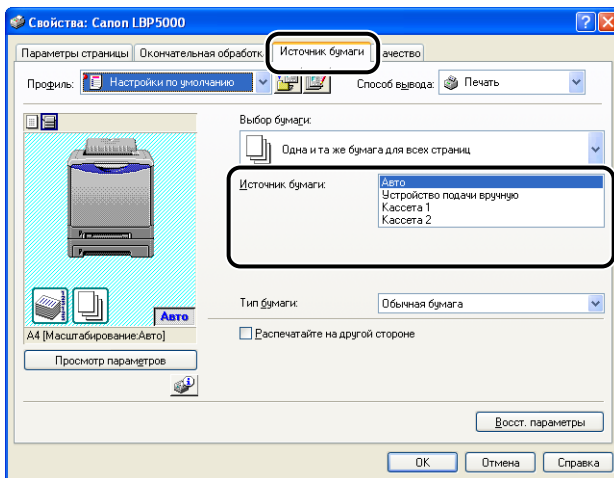 Свойства: Canon LBP5000
Параметры страницы Окончательная обработк Источник бумаги ачество
Профиль: Настройки по умолчанию Способ вывода: Печать
Выбор бумаги:
Одна и та же бумага для всех страниц
Источник бумаги:
Авто
Устройство подачи вручную
Кассета 1
Кассета 2
Авто
Тип бумаги: Обычная бумага
A4 [Масштабирование:Авто]
Распечатайте на другой стороне
Просмотр параметров
Восст. параметры
OK Отмена Справка